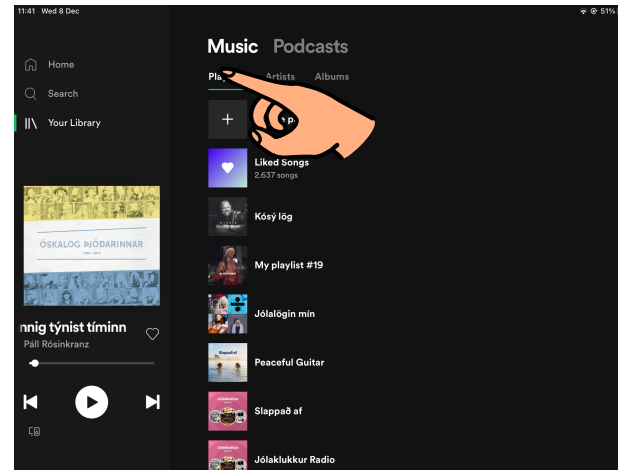 11:41 Wed 8 Dec
51%
Home
Search
Your Library
Music Podcasts
Artists Albums
Liked Songs
2.637 songs
Kósý lög
My playlist #19
Jólalögin mín
Peaceful Guitar
Slappað af
Jólaklukkur Radio
ÓSKALÖG ÞJÓÐARINNAR
nnig týnist tíminn
Páll Rósinkranz